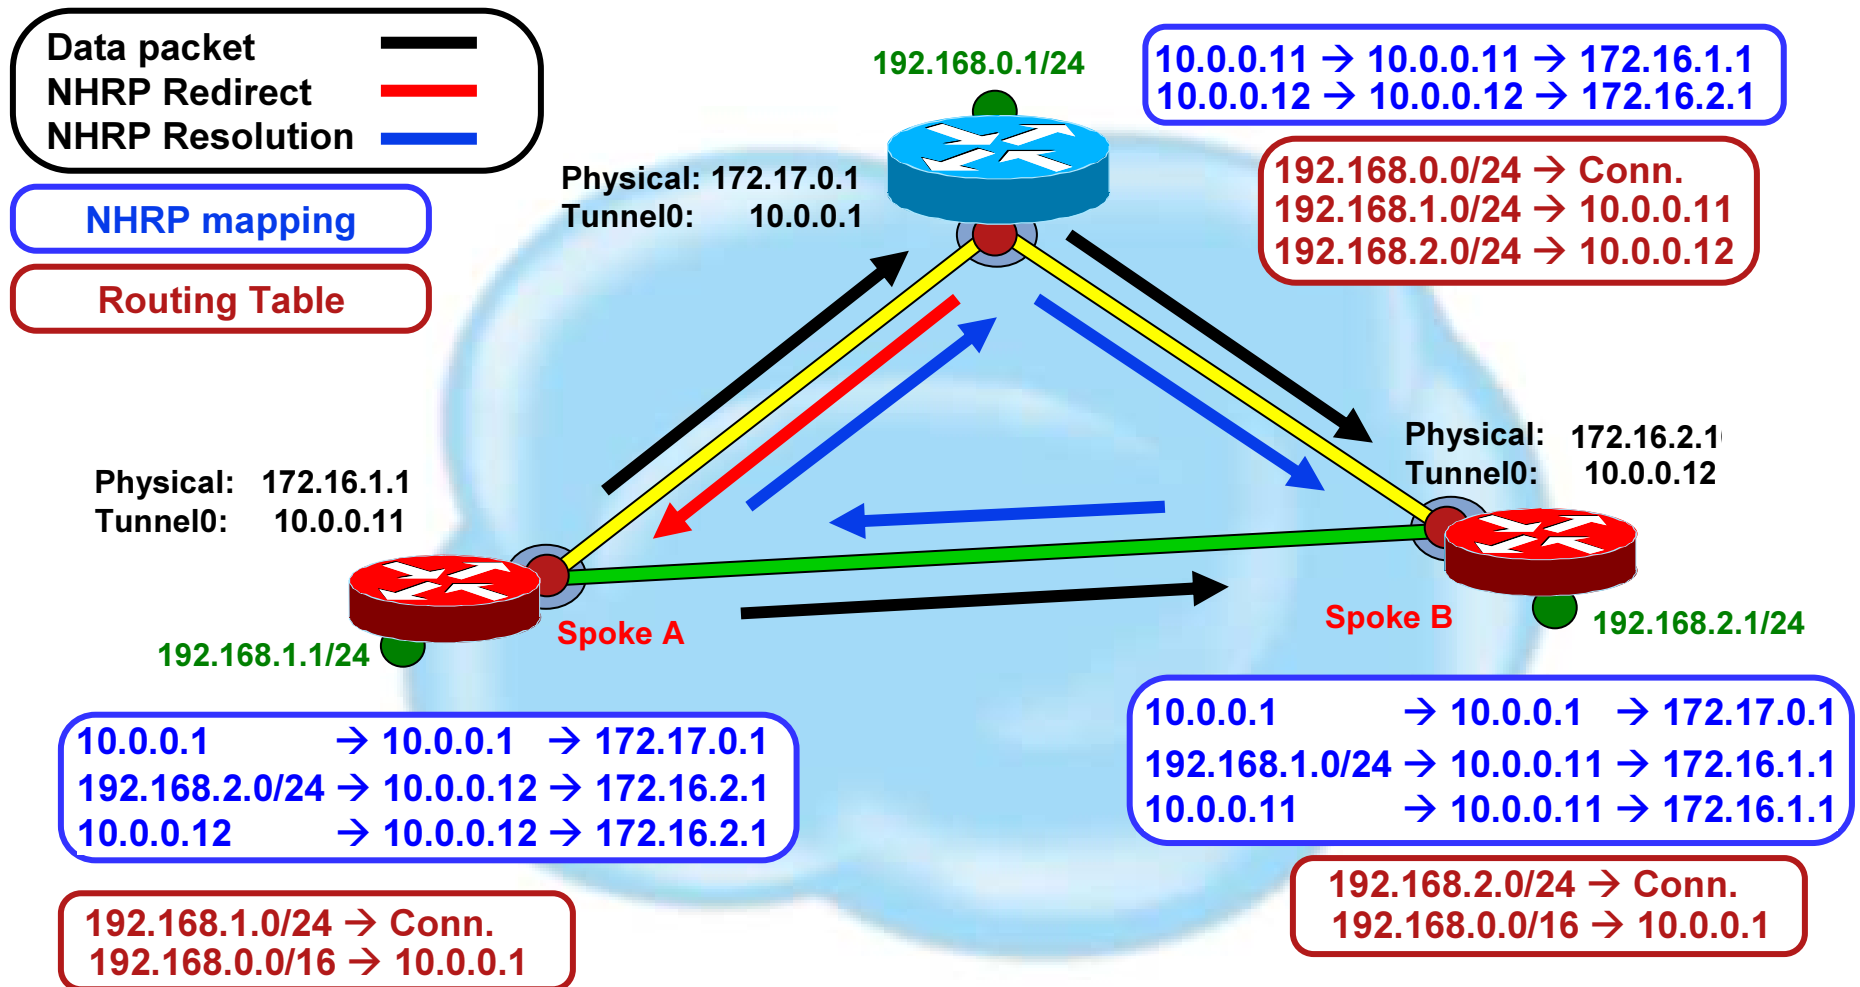 Data packet
NHRP Redirect
NHRP Resolution
NHRP mapping
Routing Table
192.168.0.1/24
10.0.0.11 → 10.0.0.11 → 172.16.1.1
10.0.0.12 → 10.0.0.12 → 172.16.2.1
192.168.0.0/24 → Conn.
192.168.1.0/24 → 10.0.0.11
192.168.2.0/24 → 10.0.0.12
Physical: 172.17.0.1
Tunnel0: 10.0.0.1
Physical: 172.16.1.1
Tunnel0: 10.0.0.11
Physical: 172.16.2.1
Tunnel0: 10.0.0.12
Spoke A
Spoke B
192.168.1.1/24
192.168.2.1/24
10.0.0.1 → 10.0.0.1 → 172.17.0.1
192.168.2.0/24 → 10.0.0.12 → 172.16.2.1
10.0.0.12 → 10.0.0.12 → 172.16.2.1
192.168.1.0/24 → Conn.
192.168.0.0/16 → 10.0.0.1
10.0.0.1 → 10.0.0.1 → 172.17.0.1
192.168.1.0/24 → 10.0.0.11 → 172.16.1.1
10.0.0.11 → 10.0.0.11 → 172.16.1.1
192.168.2.0/24 → Conn.
192.168.0.0/16 → 10.0.0.1